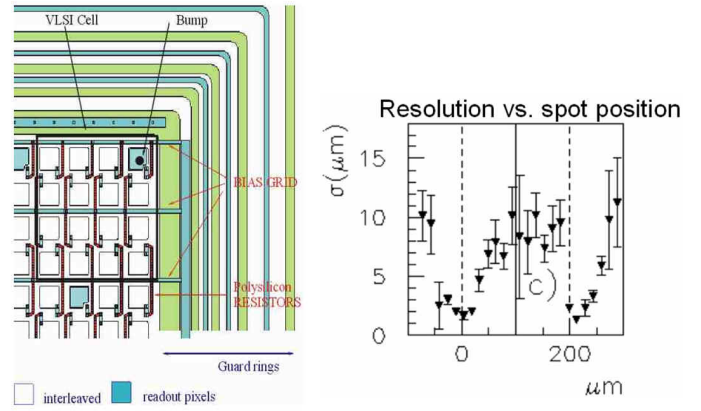 VLSI Cell
Bump
BIAS GRID
Polysilicon
RESISTORS
Guard rings
interleaved
readout pixels
Resolution vs. spot position
σ(μm)
15
10
5
0
c)
0
200
μm